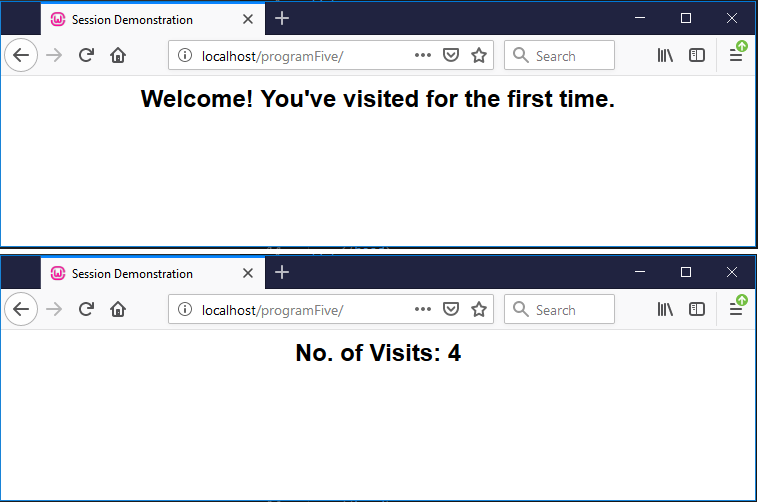 Session Demonstration
localhost/programFive/
Search
Welcome! You've visited for the first time.
Session Demonstration
localhost/programFive/
Search
No. of Visits: 4